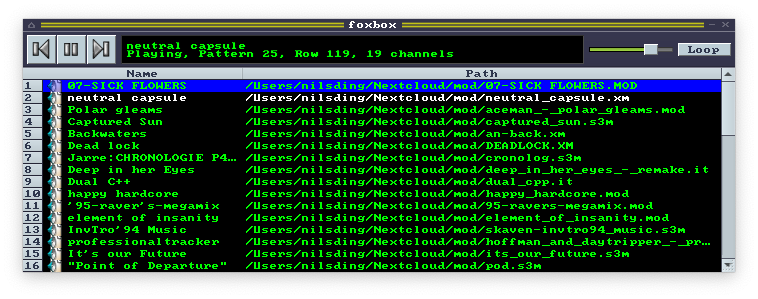 foxbox
neutral capsule
Playing, Pattern 25, Row 119, 19 channels
Loop
Name Path
1 07-SICK FLOWERS /Users/nilsding/Nextcloud/mod/07-SICK FLOWERS.MOD
2 neutral capsule /Users/nilsding/Nextcloud/mod/neutral_capsule.xm
3 Polar gleams /Users/nilsding/Nextcloud/mod/aceman_-_polar_gleams.mod
4 Captured Sun /Users/nilsding/Nextcloud/mod/captured_sun.s3m
5 Backwaters /Users/nilsding/Nextcloud/mod/an-back.xm
6 Dead lock /Users/nilsding/Nextcloud/mod/DEADLOCK.XM
7 Jarre:CHRONOLOGIE P4... /Users/nilsding/Nextcloud/mod/cronolog.s3m
8 Deep in her Eyes /Users/nilsding/Nextcloud/mod/deep_in_her_eyes_-_remake.it
9 Dual C++ /Users/nilsding/Nextcloud/mod/dual_cpp.it
10 happy hardcore /Users/nilsding/Nextcloud/mod/happy_hardcore.mod
11 '95-raver's-megamix /Users/nilsding/Nextcloud/mod/95-ravers-megamix.mod
12 element of insanity /Users/nilsding/Nextcloud/mod/element_of_insanity.mod
13 InvTro'94 Music /Users/nilsding/Nextcloud/mod/skaven-invtro94_music.s3m
14 professionaltracker /Users/nilsding/Nextcloud/mod/hoffman_and_daytripper_-_pr...
15 It's our Future /Users/nilsding/Nextcloud/mod/its_our_future.s3m
16 "Point of Departure" /Users/nilsding/Nextcloud/mod/pod.s3m